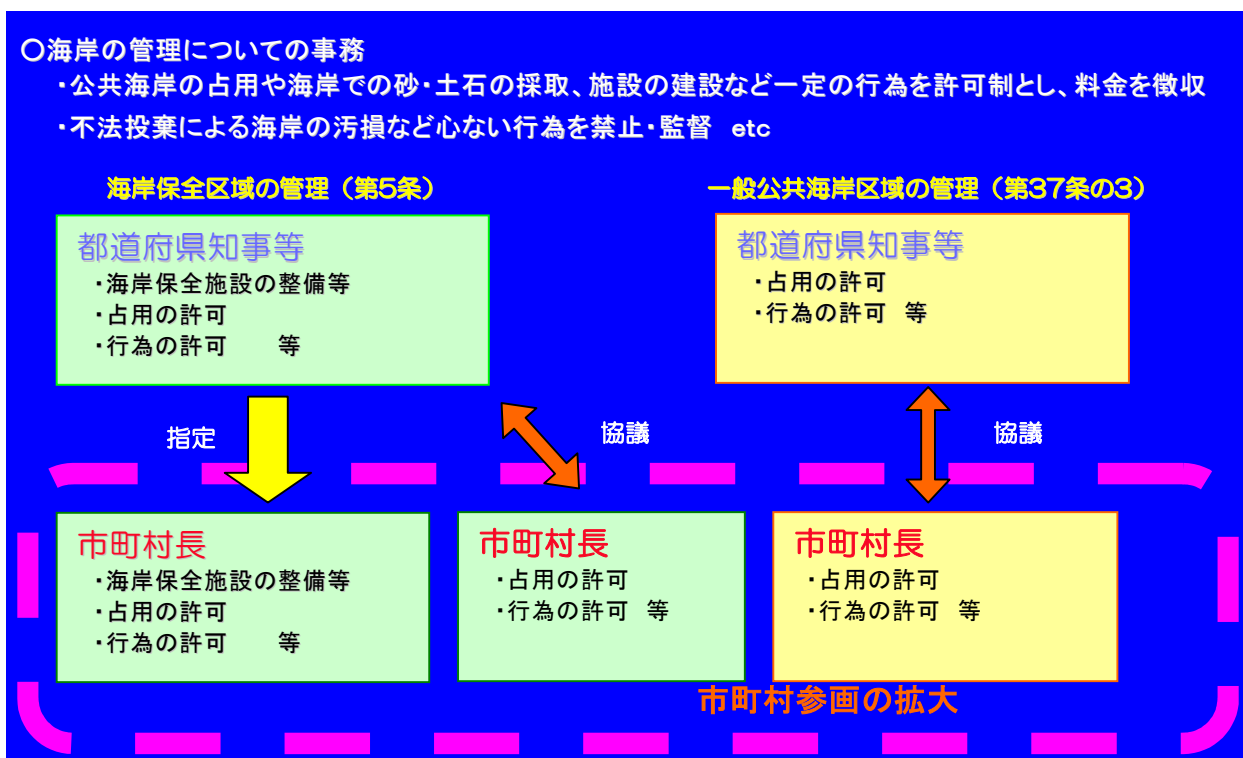 ○海岸の管理についての事務
・公共海岸の占用や海岸での砂・土石の採取、施設の建設など一定の行為を許可制とし、料金を徴収
・不法投棄による海岸の汚損など心ない行為を禁止・監督　etc
海岸保全区域の管理（第5条）
都道府県知事等
・海岸保全施設の整備等
・占用の許可
・行為の許可　　等
一般公共海岸区域の管理（第37条の3）
都道府県知事等
・占用の許可
・行為の許可　等
指定
協議
協議
市町村長
・海岸保全施設の整備等
・占用の許可
・行為の許可　　等
市町村長
・占用の許可
・行為の許可　等
市町村長
・占用の許可
・行為の許可　等
市町村参画の拡大